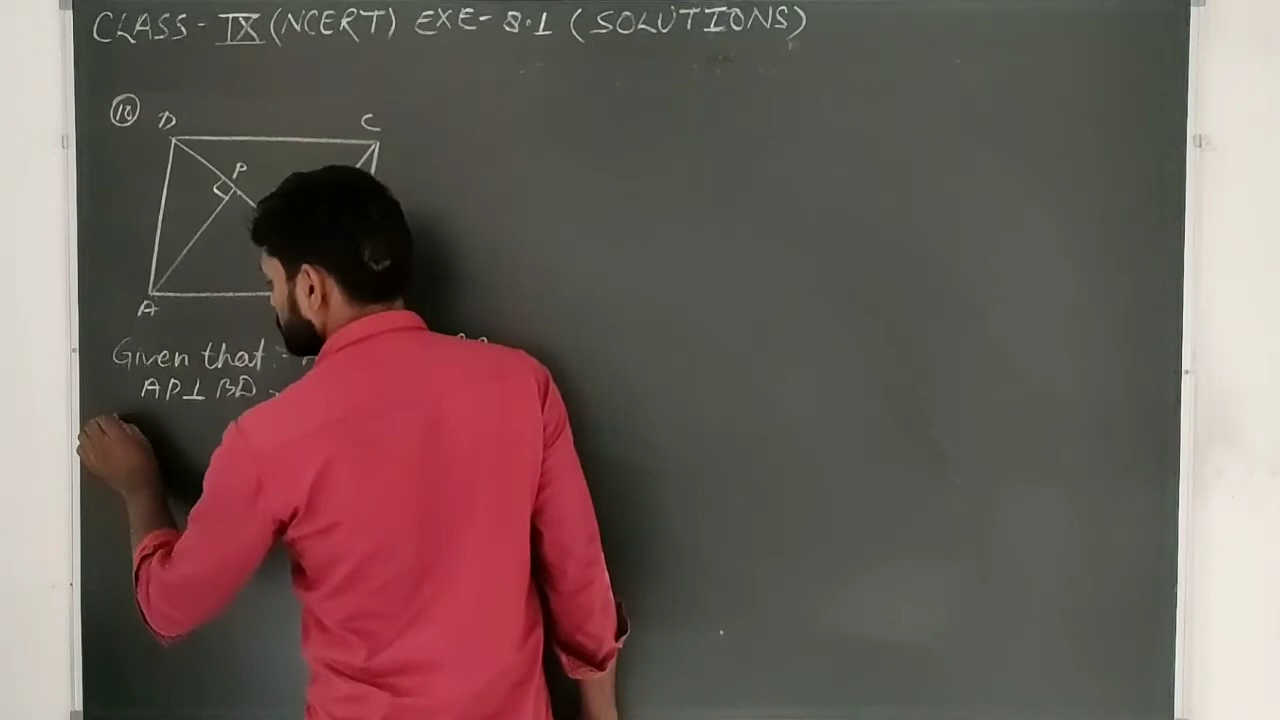 CLASS - IX (NCERT) EXE- 8.1 (SOLUTIONS)
10
D C
P
A
Given that :-
AP⊥ BD